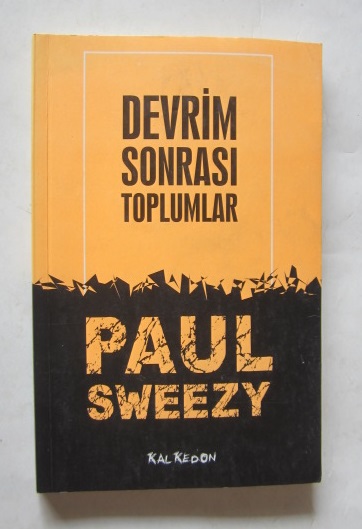 DEVRİM
SONRASI
TOPLUMLAR
PAUL
SWEEZY
KALKEDON